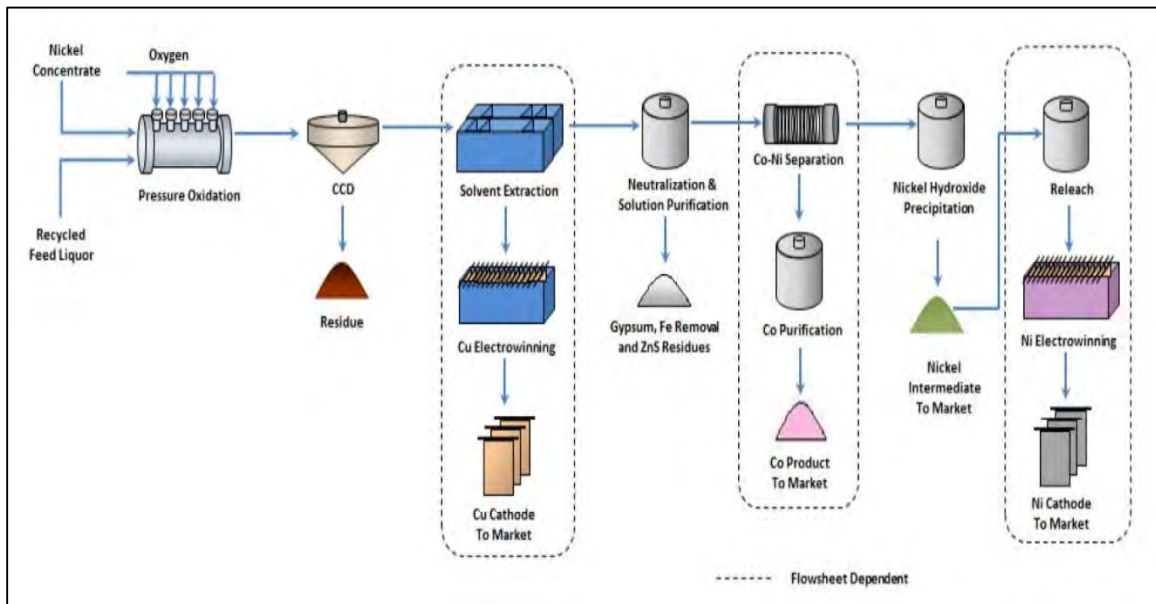 Nickel
Concentrate
Oxygen
Recycled
Feed Liquor
Pressure Oxidation
CCD
Residue
Solvent Extraction
Cu Electrowinning
Cu Cathode
To Market
Neutralization &
Solution Purification
Gypsum, Fe Removal
and ZnS Residues
Co-Ni Separation
Co Purification
Co Product
To Market
Nickel Hydroxide
Precipitation
Nickel
Intermediate
To Market
Releach
Ni Electrowinning
Ni Cathode
To Market
Flowsheet Dependent